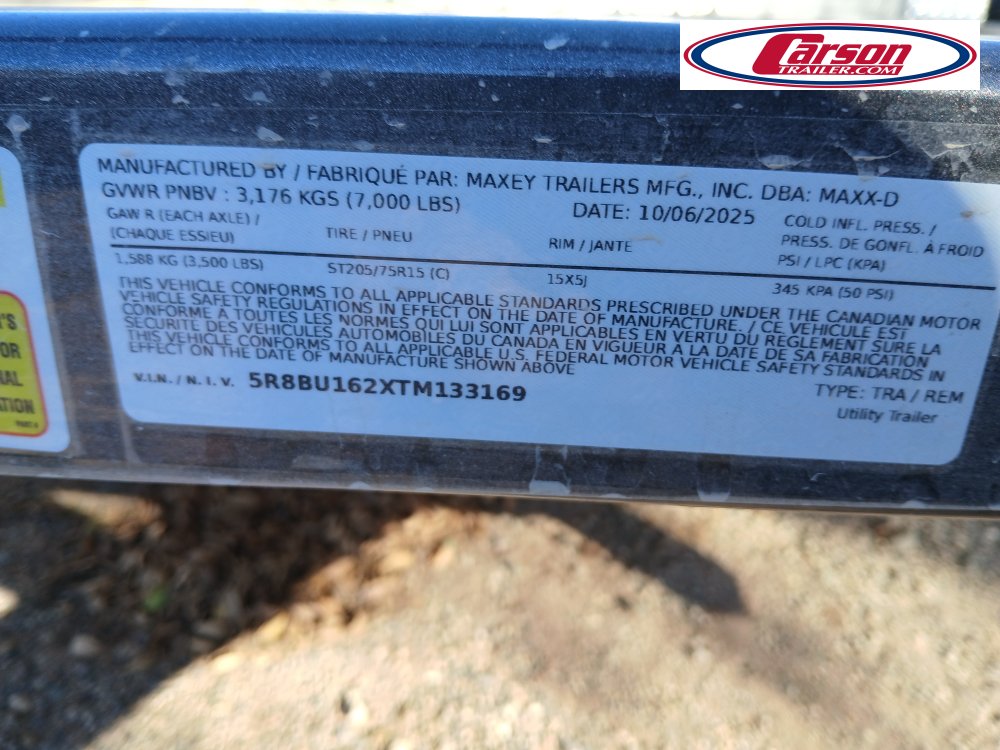 Carson
TRAILER.COM
MANUFACTURED BY / FABRIQUÉ PAR: MAXEY TRAILERS MFG., INC. DBA: MAXX-D
GVWR PNBV : 3,176 KGS (7,000 LBS)
DATE: 10/06/2025
GAWR (EACH AXLE) /
(CHAQUE ESSIEU)
TIRE / PNEU
RIM / JANTE
COLD INFL. PRESS. /
PRESS. DE GONFL. À FROID
PSI / LPC (KPA)
1,588 KG (3,500 LBS)
ST205/75R15 (C)
15X5J
345 KPA (50 PSI)
THIS VEHICLE CONFORMS TO ALL APPLICABLE STANDARDS PRESCRIBED UNDER THE CANADIAN MOTOR
VEHICLE SAFETY REGULATIONS IN EFFECT ON THE DATE OF MANUFACTURE. / CE VEHICULE EST
CONFORME A TOUTES LES NORMES QUI LUI SONT APPLICABLES EN VERTU DU REGLEMENT SURE LA
SECURITE DES VEHICULES AUTOMOBILES DU CANADA EN VIGUEUR A LA DATE DE SA FABRICATION
THIS VEHICLE CONFORMS TO ALL APPLICABLE U.S. FEDERAL MOTOR VEHICLE SAFETY STANDARDS IN
EFFECT ON THE DATE OF MANUFACTURE SHOWN ABOVE
V.I.N. / N.I.V. 5R8BU162XTM133169
TYPE: TRA / REM
Utility Trailer
PART #